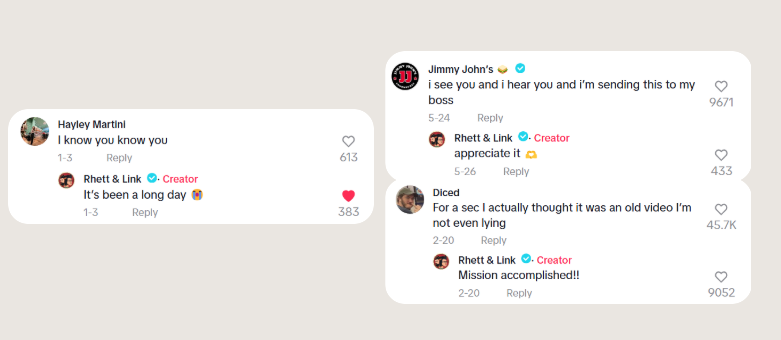 Hayley Martini
I know you know you
613
1-3 Reply
Rhett & Link · Creator
It's been a long day 😭
383
1-3 Reply
Jimmy John's 🥪
i see you and i hear you and i'm sending this to my
boss
9671
5-24 Reply
Rhett & Link · Creator
appreciate it 🫶
433
5-26 Reply
Diced
For a sec I actually thought it was an old video I'm
not even lying
45.7K
2-20 Reply
Rhett & Link · Creator
Mission accomplished!!
9052
2-20 Reply